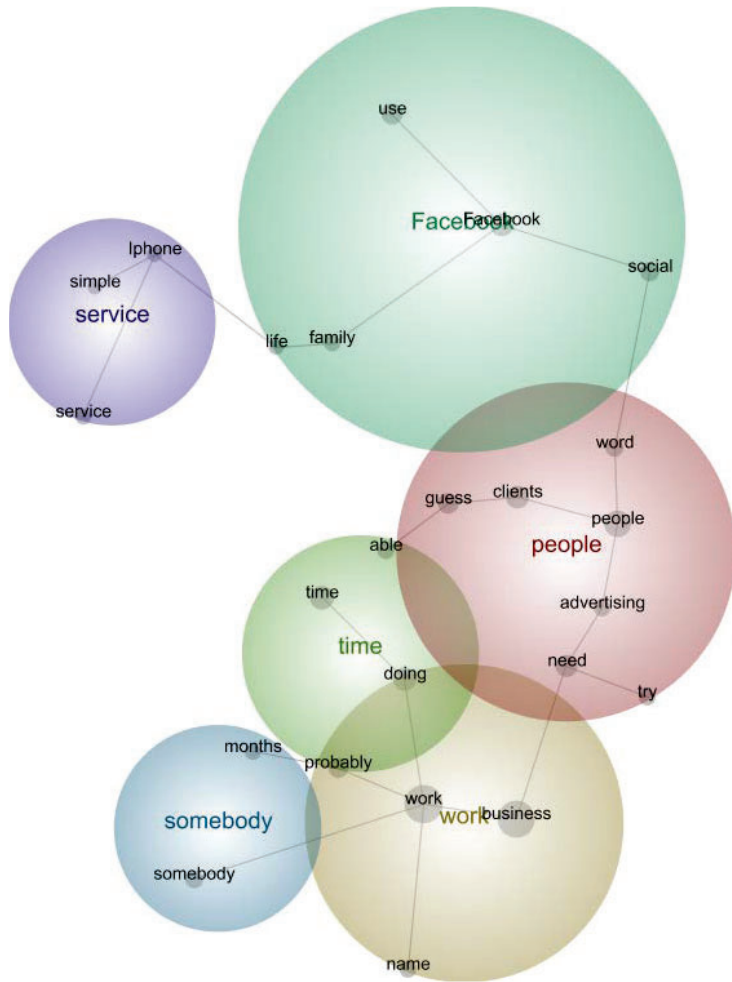 use
Facebook
Facebook
social
Iphone
simple
service
life
family
service
word
clients
guess
people
able
people
time
advertising
time
need
doing
try
months
probably
work
business
work
somebody
somebody
name